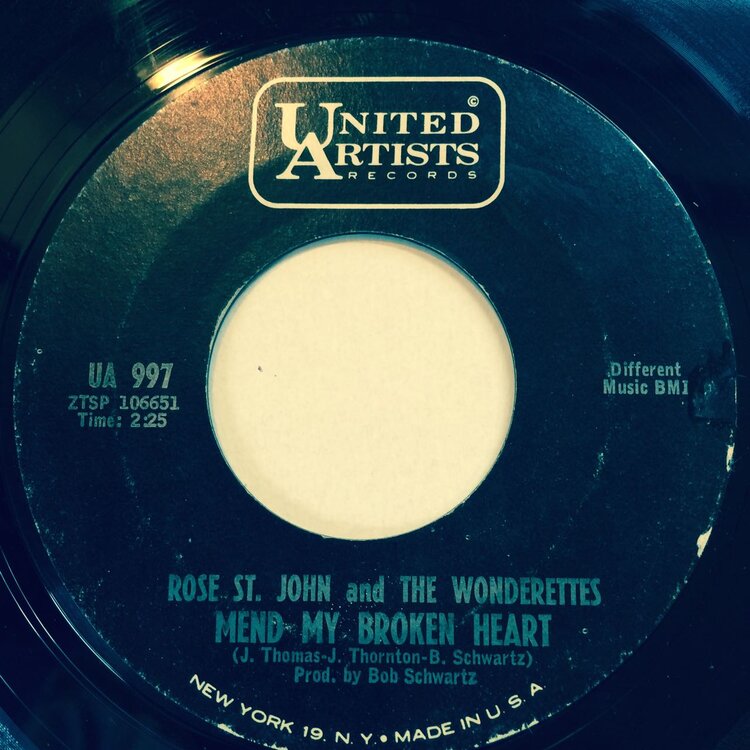 ©
UNITED
ARTISTS
RECORDS
UA 997
ZTSP 106651
Time: 2:25
Different
Music BMI
ROSE ST. JOHN and THE WONDERETTES
MEND MY BROKEN HEART
(J. Thomas-J. Thornton-B. Schwartz)
Prod. by Bob Schwartz
NEW YORK 19, N. Y. • MADE IN U. S. A.